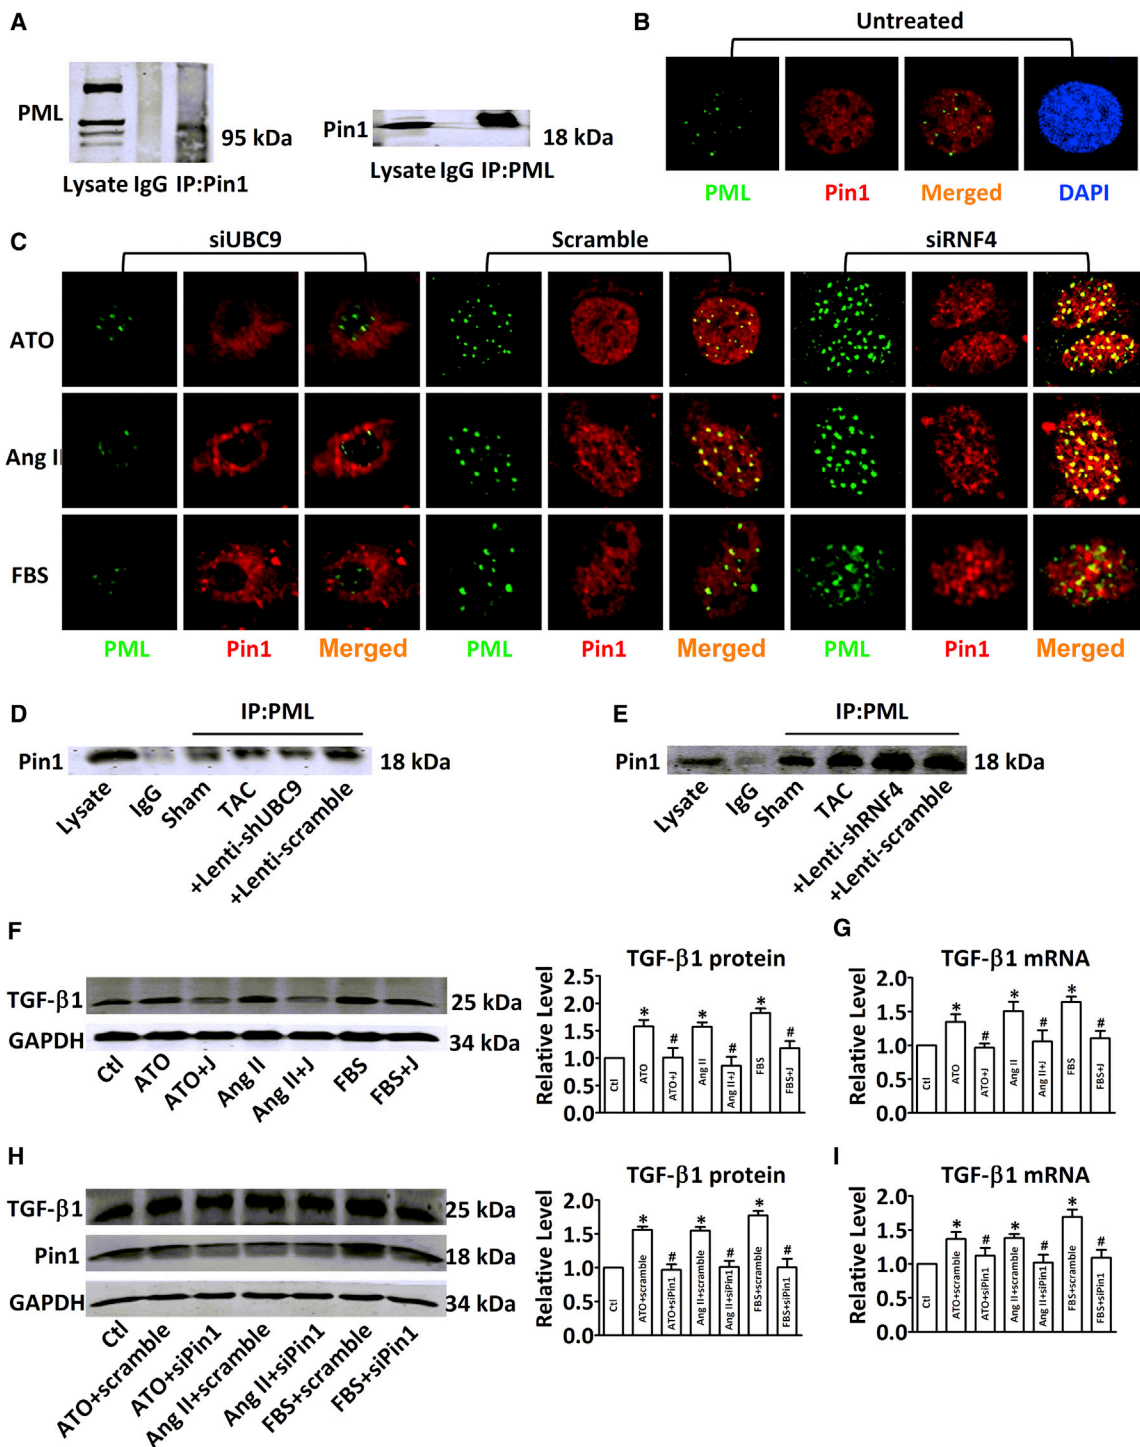 A
PML
95 kDa
Lysate IgG IP:Pin1
Pin1
18 kDa
Lysate IgG IP:PML
B
Untreated
PML Pin1 Merged DAPI
C
siUBC9 Scramble siRNF4
ATO
Ang II
FBS
PML Pin1 Merged PML Pin1 Merged PML Pin1 Merged
D
IP:PML
Pin1
18 kDa
Lysate
IgG
Sham
TAC
+Lenti-shUBC9
+Lenti-scramble
E
IP:PML
Pin1
18 kDa
Lysate
IgG
Sham
TAC
+Lenti-shRNF4
+Lenti-scramble
F
TGF-β1
25 kDa
GAPDH
34 kDa
Ctl
ATO
ATO+J
Ang II
Ang II+J
FBS
FBS+J
TGF-β1 protein
Relative Level
2.5
2.0
1.5
1.0
0.5
0.0
Ctl
*
ATO
#
ATO+J
*
Ang II
#
Ang II+J
*
FBS
#
FBS+J
G
TGF-β1 mRNA
Relative Level
2.0
1.5
1.0
0.5
0.0
Ctl
*
ATO
#
ATO+J
*
Ang II
#
Ang II+J
*
FBS
#
FBS+J
H
TGF-β1
25 kDa
Pin1
18 kDa
GAPDH
34 kDa
Ctl
ATO+scramble
ATO+siPin1
Ang II+scramble
Ang II+siPin1
FBS+scramble
FBS+siPin1
TGF-β1 protein
Relative Level
2.0
1.5
1.0
0.5
0.0
Ctl
*
ATO+scramble
#
ATO+siPin1
*
Ang II+scramble
#
Ang II+siPin1
*
FBS+scramble
#
FBS+siPin1
I
TGF-β1 mRNA
Relative Level
2.0
1.5
1.0
0.5
0.0
Ctl
*
ATO+scramble
#
ATO+siPin1
*
Ang II+scramble
#
Ang II+siPin1
*
FBS+scramble
#
FBS+siPin1